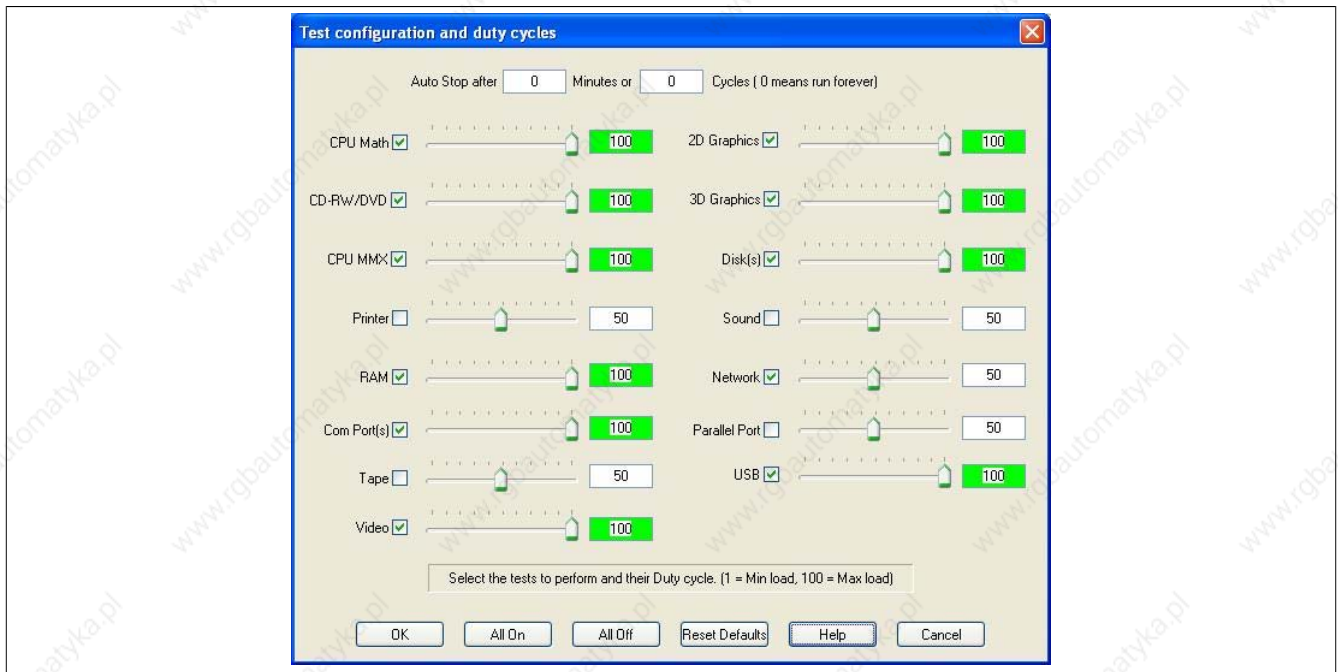 Test configuration and duty cycles
Auto Stop after 0 Minutes or 0 Cycles ( 0 means run forever)
CPU Math 100 2D Graphics 100
CD-RW/DVD 100 3D Graphics 100
CPU MMX 100 Disk(s) 100
Printer 50 Sound 50
RAM 100 Network 50
Com Port(s) 100 Parallel Port 50
Tape 50 USB 100
Video 100
Select the tests to perform and their Duty cycle. (1 = Min load, 100 = Max load)
OK All On All Off Reset Defaults Help Cancel
www.rgbautomatyka.pl